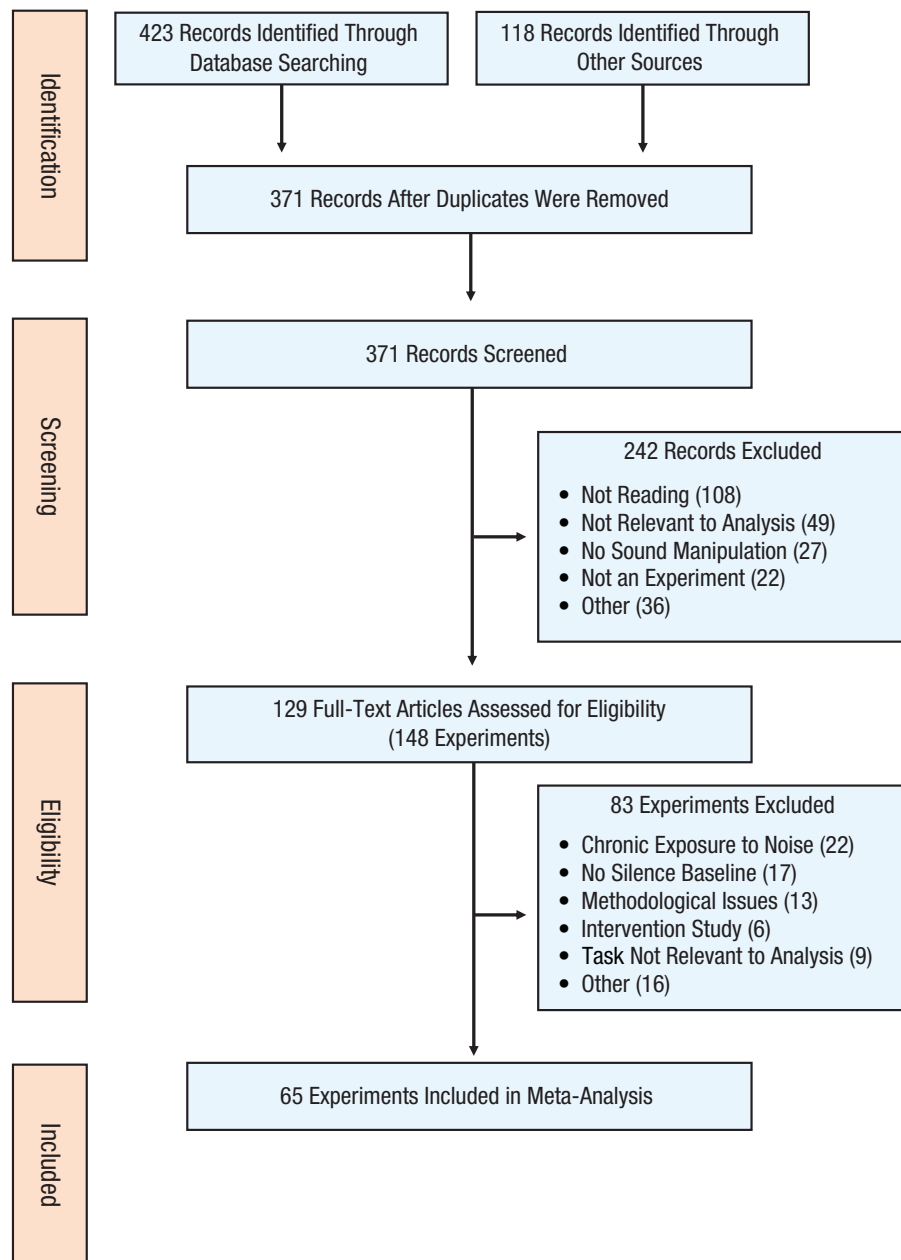 Identification
423 Records Identified Through
Database Searching
118 Records Identified Through
Other Sources
371 Records After Duplicates Were Removed
Screening
371 Records Screened
242 Records Excluded
• Not Reading (108)
• Not Relevant to Analysis (49)
• No Sound Manipulation (27)
• Not an Experiment (22)
• Other (36)
Eligibility
129 Full-Text Articles Assessed for Eligibility
(148 Experiments)
83 Experiments Excluded
• Chronic Exposure to Noise (22)
• No Silence Baseline (17)
• Methodological Issues (13)
• Intervention Study (6)
• Task Not Relevant to Analysis (9)
• Other (16)
Included
65 Experiments Included in Meta-Analysis